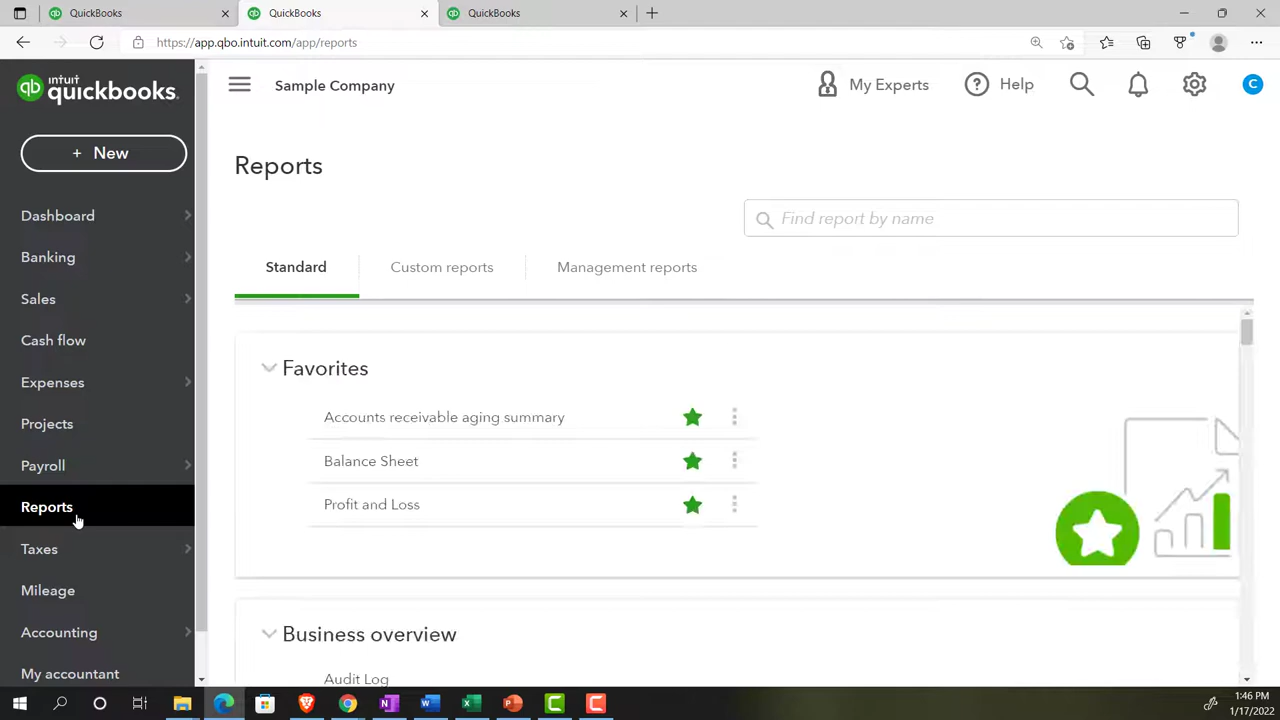 QuickBooks
QuickBooks
QuickBooks
https://app.qbo.intuit.com/app/reports
intuit
quickbooks.
Sample Company
My Experts
Help
C
+ New
Reports
Find report by name
Dashboard
Banking
Sales
Cash flow
Expenses
Projects
Payroll
Reports
Taxes
Mileage
Accounting
My accountant
Standard
Custom reports
Management reports
Favorites
Accounts receivable aging summary
Balance Sheet
Profit and Loss
Business overview
Audit Log
1:46 PM
1/17/2022